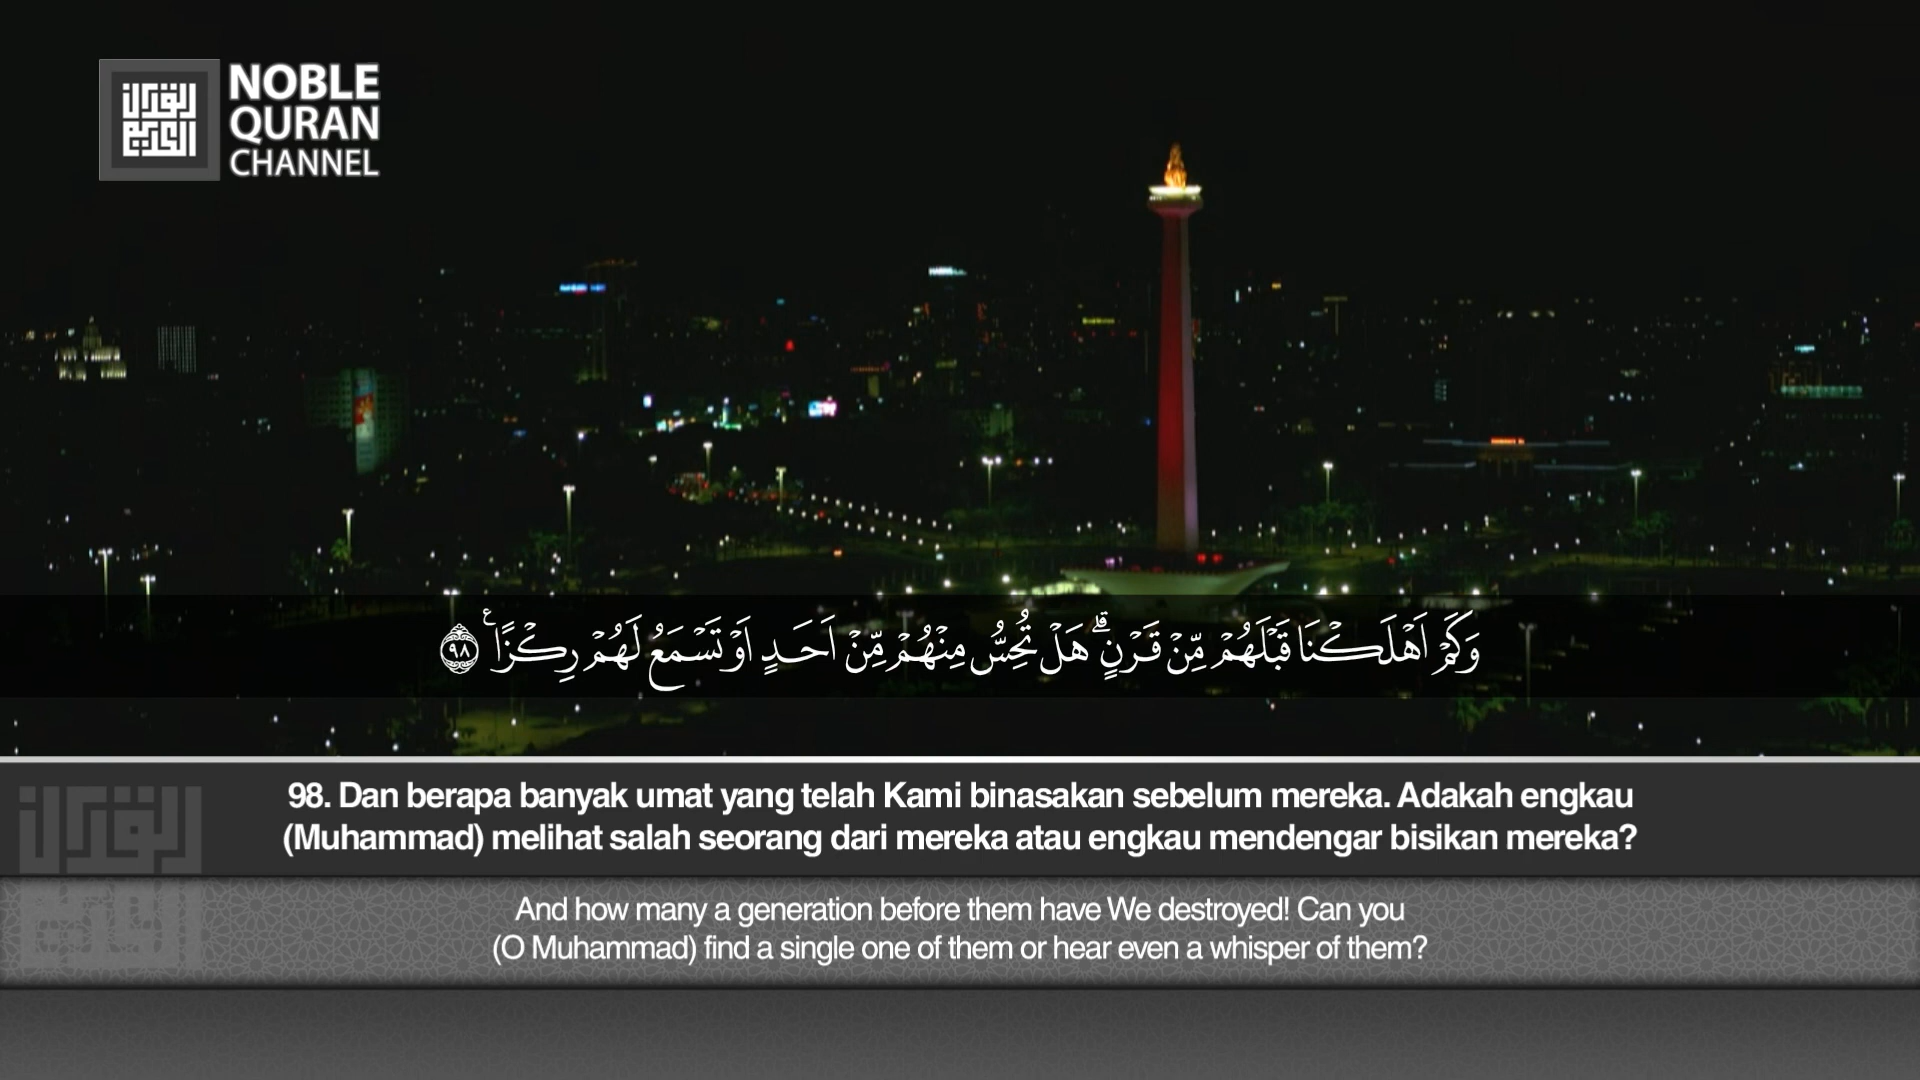 القرآن
الكريم
NOBLE
QURAN
CHANNEL
وَكَمْ اَهْلَكْنَا قَبْلَهُمْ مِّنْ قَرْنٍۗ هَلْ تُحِسُّ مِنْهُمْ مِّنْ اَحَدٍ اَوْ تَسْمَعُ لَهُمْ رِكْزًا ࣖ ٩٨
98. Dan berapa banyak umat yang telah Kami binasakan sebelum mereka. Adakah engkau
(Muhammad) melihat salah seorang dari mereka atau engkau mendengar bisikan mereka?
And how many a generation before them have We destroyed! Can you
(O Muhammad) find a single one of them or hear even a whisper of them?